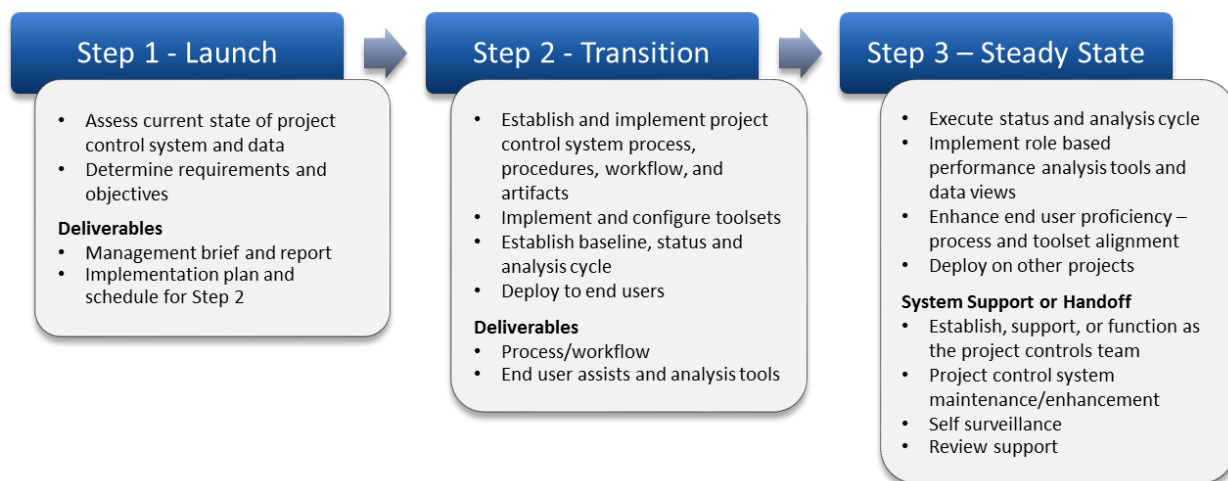 Step 1 - Launch
• Assess current state of project
control system and data
• Determine requirements and
objectives
Deliverables
• Management brief and report
• Implementation plan and
schedule for Step 2
Step 2 - Transition
• Establish and implement project
control system process,
procedures, workflow, and
artifacts
• Implement and configure toolsets
• Establish baseline, status and
analysis cycle
• Deploy to end users
Deliverables
• Process/workflow
• End user assists and analysis tools
Step 3 – Steady State
• Execute status and analysis cycle
• Implement role based
performance analysis tools and
data views
• Enhance end user proficiency –
process and toolset alignment
• Deploy on other projects
System Support or Handoff
• Establish, support, or function as
the project controls team
• Project control system
maintenance/enhancement
• Self surveillance
• Review support